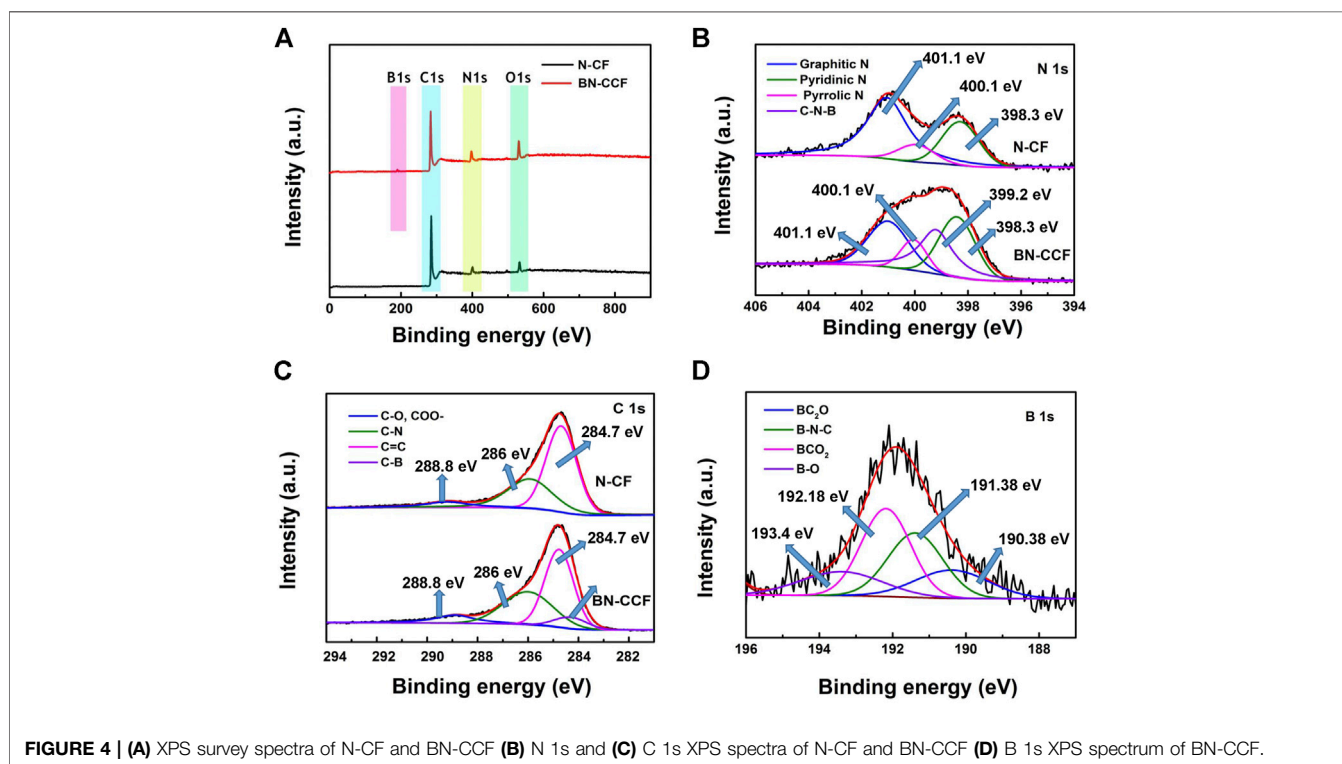 A
B1s C1s N1s O1s
N-CF
BN-CCF
Intensity (a.u.)
0 200 400 600 800
Binding energy (eV)
B
Graphitic N
Pyridinic N
Pyrrolic N
C-N-B
401.1 eV
N 1s
400.1 eV
398.3 eV
N-CF
400.1 eV
399.2 eV
401.1 eV
398.3 eV
BN-CCF
Intensity (a.u.)
406 404 402 400 398 396 394
Binding energy (eV)
C
C-O, COO-
C-N
C=C
C-B
C 1s
284.7 eV
286 eV
288.8 eV
N-CF
284.7 eV
286 eV
288.8 eV
BN-CCF
Intensity (a.u.)
294 292 290 288 286 284 282
Binding energy (eV)
D
BC₂O
B-N-C
BCO₂
B-O
B 1s
192.18 eV
191.38 eV
193.4 eV
190.38 eV
Intensity (a.u.)
196 194 192 190 188
Binding energy (eV)
FIGURE 4 | (A) XPS survey spectra of N-CF and BN-CCF (B) N 1s and (C) C 1s XPS spectra of N-CF and BN-CCF (D) B 1s XPS spectrum of BN-CCF.